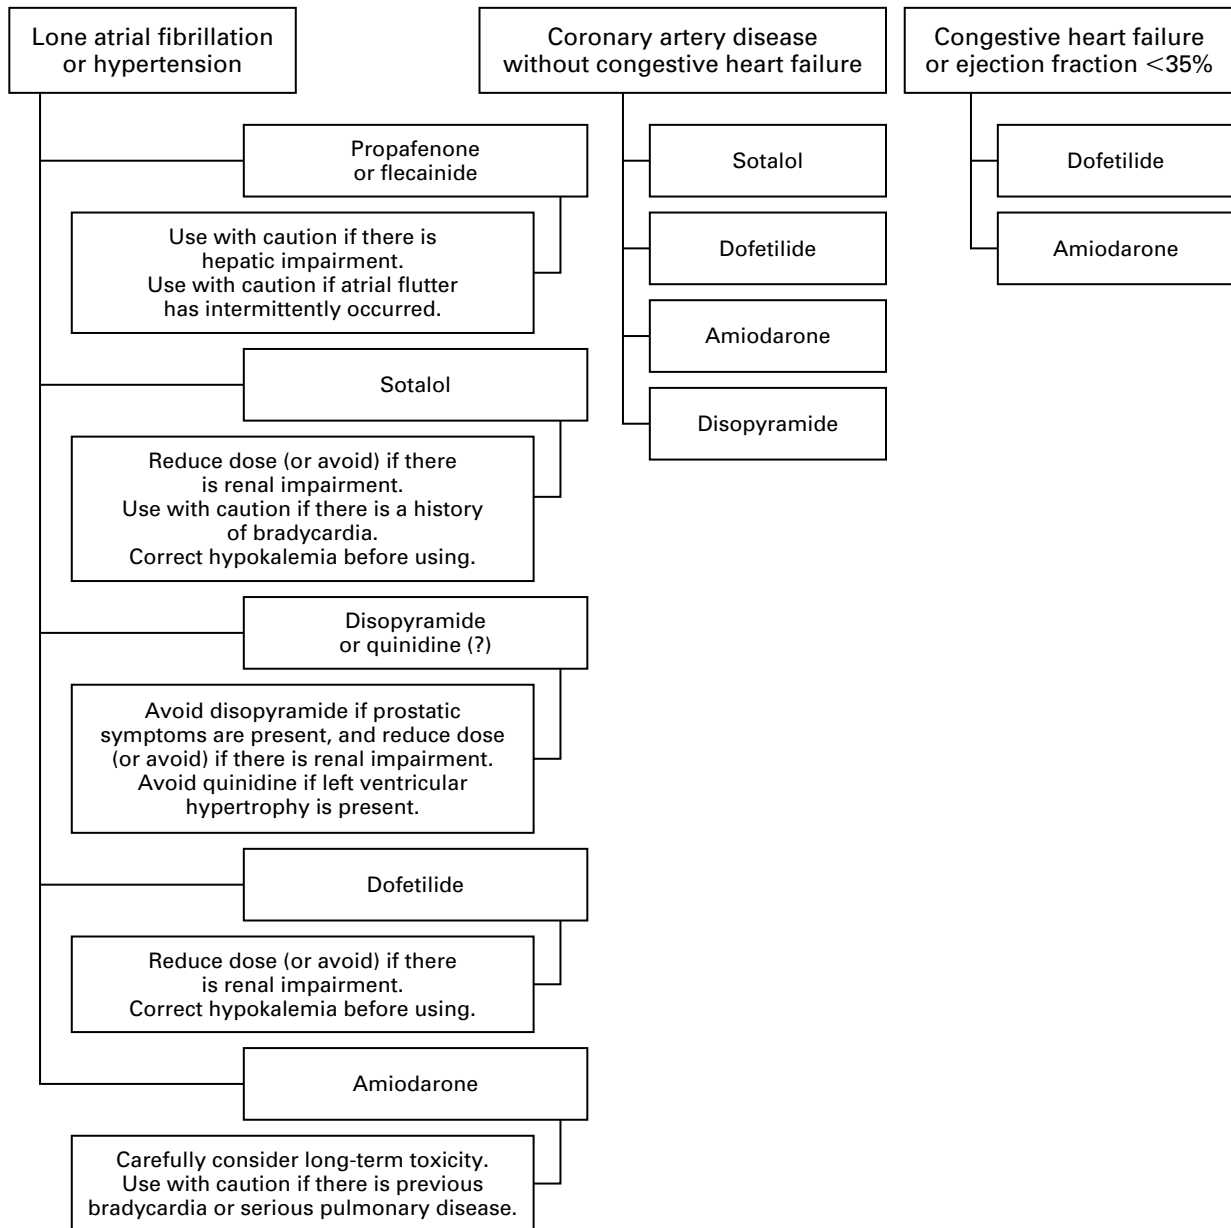 Lone atrial fibrillation
or hypertension
Propafenone
or flecainide
Use with caution if there is
hepatic impairment.
Use with caution if atrial flutter
has intermittently occurred.
Sotalol
Reduce dose (or avoid) if there
is renal impairment.
Use with caution if there is a history
of bradycardia.
Correct hypokalemia before using.
Disopyramide
or quinidine (?)
Avoid disopyramide if prostatic
symptoms are present, and reduce dose
(or avoid) if there is renal impairment.
Avoid quinidine if left ventricular
hypertrophy is present.
Dofetilide
Reduce dose (or avoid) if there
is renal impairment.
Correct hypokalemia before using.
Amiodarone
Carefully consider long-term toxicity.
Use with caution if there is previous
bradycardia or serious pulmonary disease.
Coronary artery disease
without congestive heart failure
Sotalol
Dofetilide
Amiodarone
Disopyramide
Congestive heart failure
or ejection fraction <35%
Dofetilide
Amiodarone